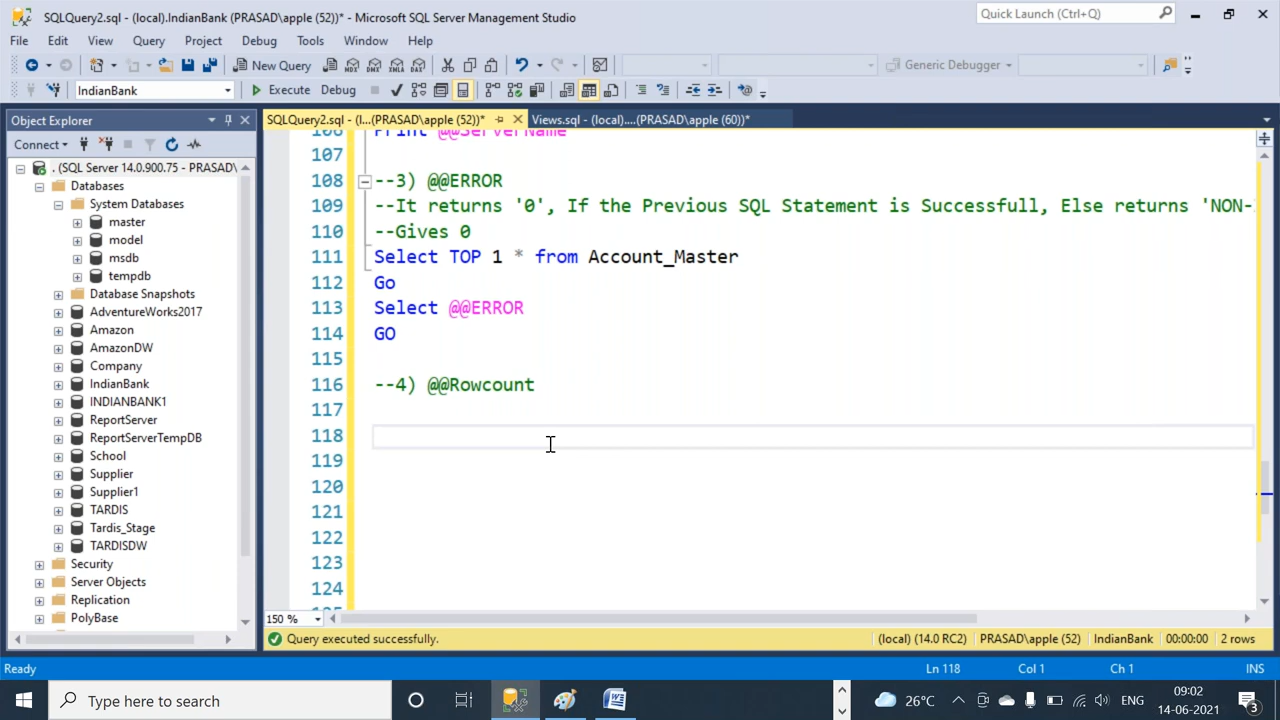 SQLQuery2.sql - (local).IndianBank (PRASAD\apple (52))* - Microsoft SQL Server Management Studio
Quick Launch (Ctrl+Q)
File Edit View Query Project Debug Tools Window Help
New Query MDX DMX XMLA DAX Generic Debugger
IndianBank Execute Debug
Object Explorer
SQLQuery2.sql - (l...(PRASAD\apple (52))*
Views.sql - (local)....(PRASAD\apple (60))*
Connect
. (SQL Server 14.0.900.75 - PRASAD\
Databases
System Databases
master
model
msdb
tempdb
Database Snapshots
AdventureWorks2017
Amazon
AmazonDW
Company
IndianBank
INDIANBANK1
ReportServer
ReportServerTempDB
School
Supplier
Supplier1
TARDIS
Tardis_Stage
TARDISDW
Security
Server Objects
Replication
PolyBase
106 Print @@ServerName
107
108 --3) @@ERROR
109 --It returns '0', If the Previous SQL Statement is Successfull, Else returns 'NON-
110 --Gives 0
111 Select TOP 1 * from Account_Master
112 Go
113 Select @@ERROR
114 GO
115
116 --4) @@Rowcount
117
118
119
120
121
122
123
124
150 %
Query executed successfully. (local) (14.0 RC2) PRASAD\apple (52) IndianBank 00:00:00 2 rows
Ready Ln 118 Col 1 Ch 1 INS
Type here to search
26°C ENG 09:02
14-06-2021
3